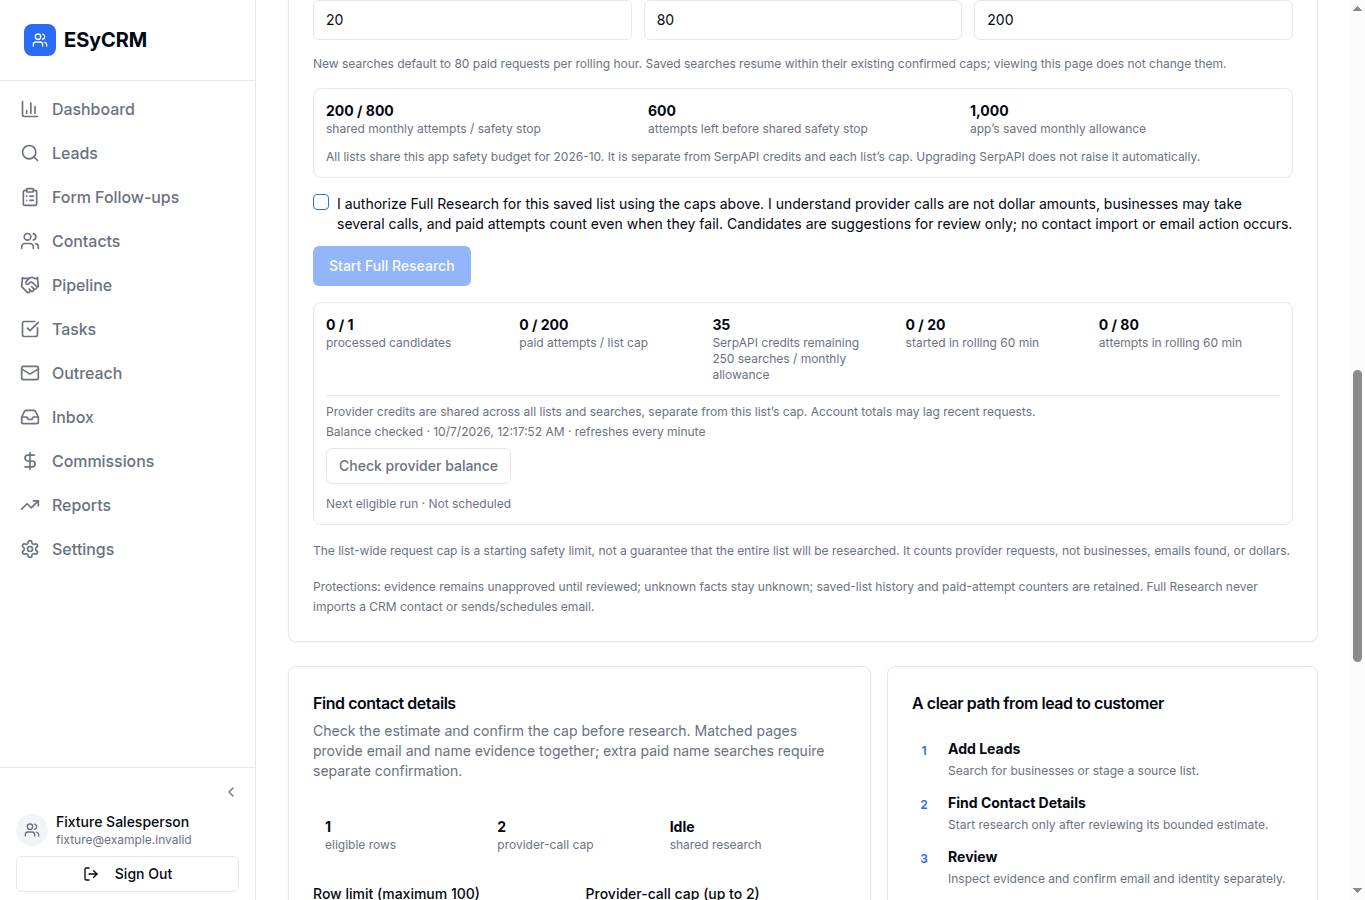 ESyCRM
Dashboard
Leads
Form Follow-ups
Contacts
Pipeline
Tasks
Outreach
Inbox
Commissions
Reports
Settings
Fixture Salesperson
fixture@example.invalid
Sign Out
20
80
200
New searches default to 80 paid requests per rolling hour. Saved searches resume within their existing confirmed caps; viewing this page does not change them.
200 / 800
shared monthly attempts / safety stop
600
attempts left before shared safety stop
1,000
app’s saved monthly allowance
All lists share this app safety budget for 2026-10. It is separate from SerpAPI credits and each list’s cap. Upgrading SerpAPI does not raise it automatically.
I authorize Full Research for this saved list using the caps above. I understand provider calls are not dollar amounts, businesses may take
several calls, and paid attempts count even when they fail. Candidates are suggestions for review only; no contact import or email action occurs.
Start Full Research
0 / 1
processed candidates
0 / 200
paid attempts / list cap
35
SerpAPI credits remaining
250 searches / monthly
allowance
0 / 20
started in rolling 60 min
0 / 80
attempts in rolling 60 min
Provider credits are shared across all lists and searches, separate from this list’s cap. Account totals may lag recent requests.
Balance checked · 10/7/2026, 12:17:52 AM · refreshes every minute
Check provider balance
Next eligible run · Not scheduled
The list-wide request cap is a starting safety limit, not a guarantee that the entire list will be researched. It counts provider requests, not businesses, emails found, or dollars.
Protections: evidence remains unapproved until reviewed; unknown facts stay unknown; saved-list history and paid-attempt counters are retained. Full Research never
imports a CRM contact or sends/schedules email.
Find contact details
Check the estimate and confirm the cap before research. Matched pages
provide email and name evidence together; extra paid name searches require
separate confirmation.
1
eligible rows
2
provider-call cap
Idle
shared research
Row limit (maximum 100)
Provider-call cap (up to 2)
A clear path from lead to customer
1
Add Leads
Search for businesses or stage a source list.
2
Find Contact Details
Start research only after reviewing its bounded estimate.
3
Review
Inspect evidence and confirm email and identity separately.